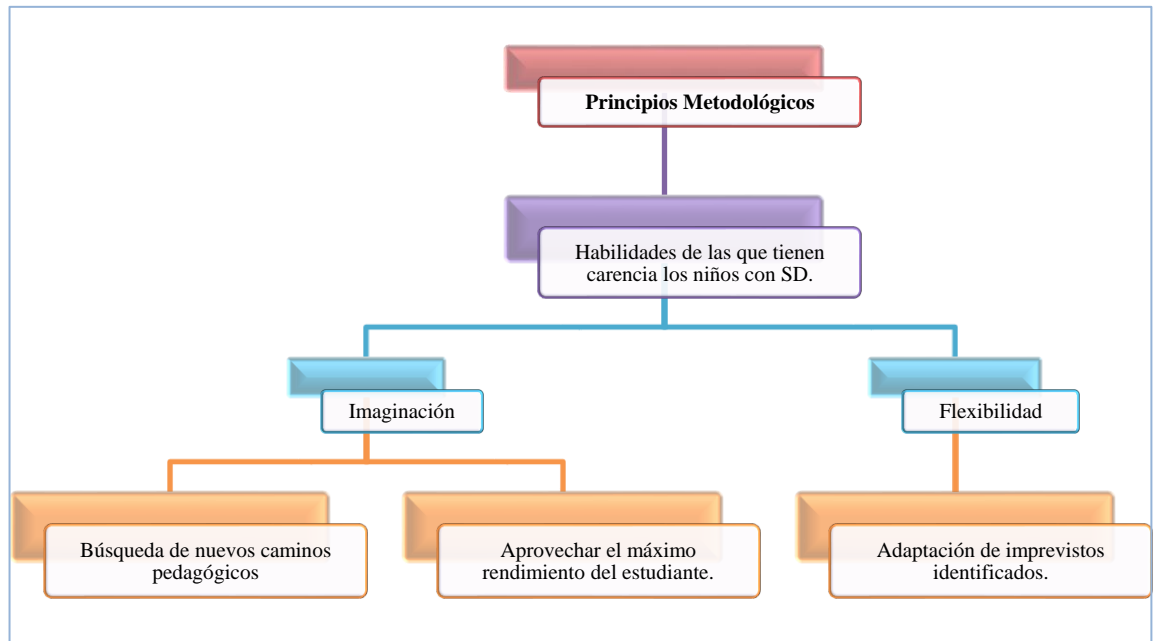 Principios Metodológicos
Habilidades de las que tienen
carencia los niños con SD.
Imaginación
Flexibilidad
Búsqueda de nuevos caminos
pedagógicos
Aprovechar el máximo
rendimiento del estudiante.
Adaptación de imprevistos
identificados.